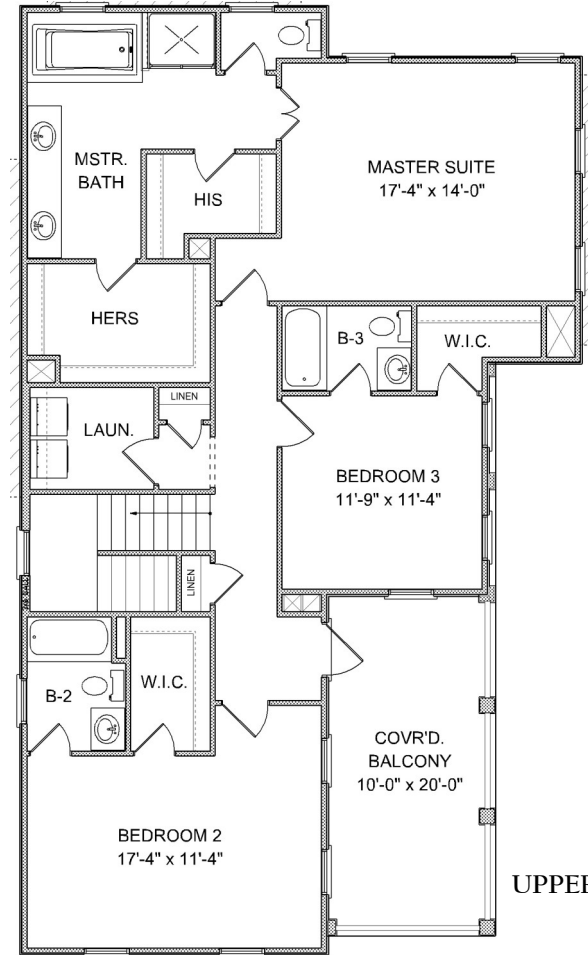 MSTR.
BATH
HIS
MASTER SUITE
17'-4" x 14'-0"
HERS
B-3
W.I.C.
LINEN
LAUN.
BEDROOM 3
11'-9" x 11'-4"
LINEN
B-2
W.I.C.
COVR'D.
BALCONY
10'-0" x 20'-0"
BEDROOM 2
17'-4" x 11'-4"
UPPE